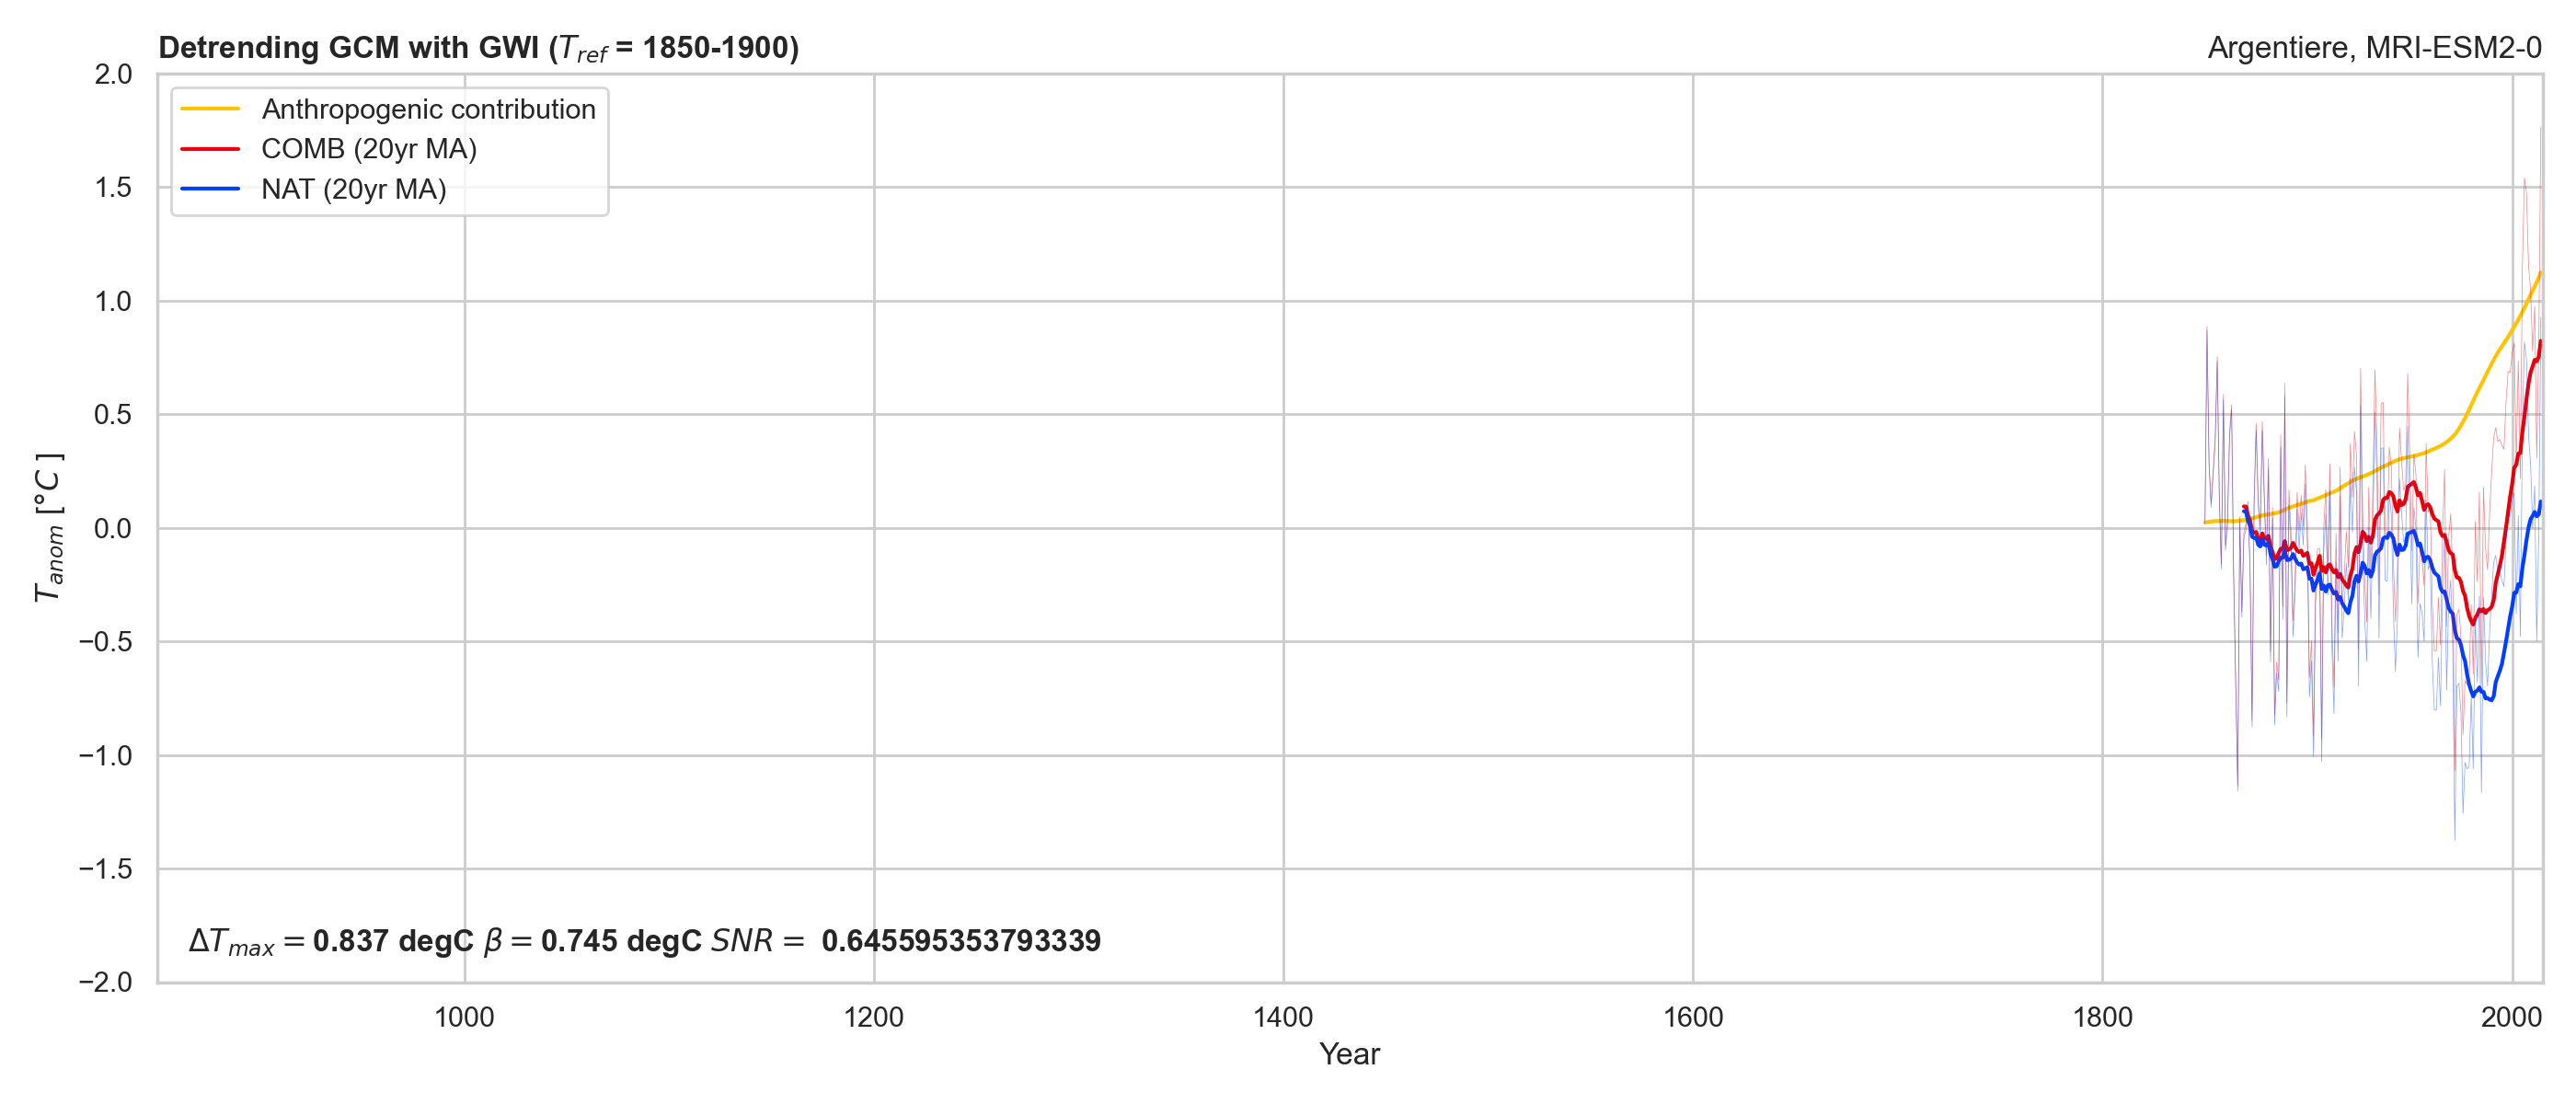 Detrending GCM with GWI (T_ref = 1850-1900)
Argentiere, MRI-ESM2-0
Anthropogenic contribution
COMB (20yr MA)
NAT (20yr MA)
2.0
1.5
1.0
0.5
0.0
−0.5
−1.0
−1.5
−2.0
T_anom [°C ]
ΔT_max = 0.837 degC β = 0.745 degC SNR = 0.645595353793339
1000
1200
1400
1600
1800
2000
Year